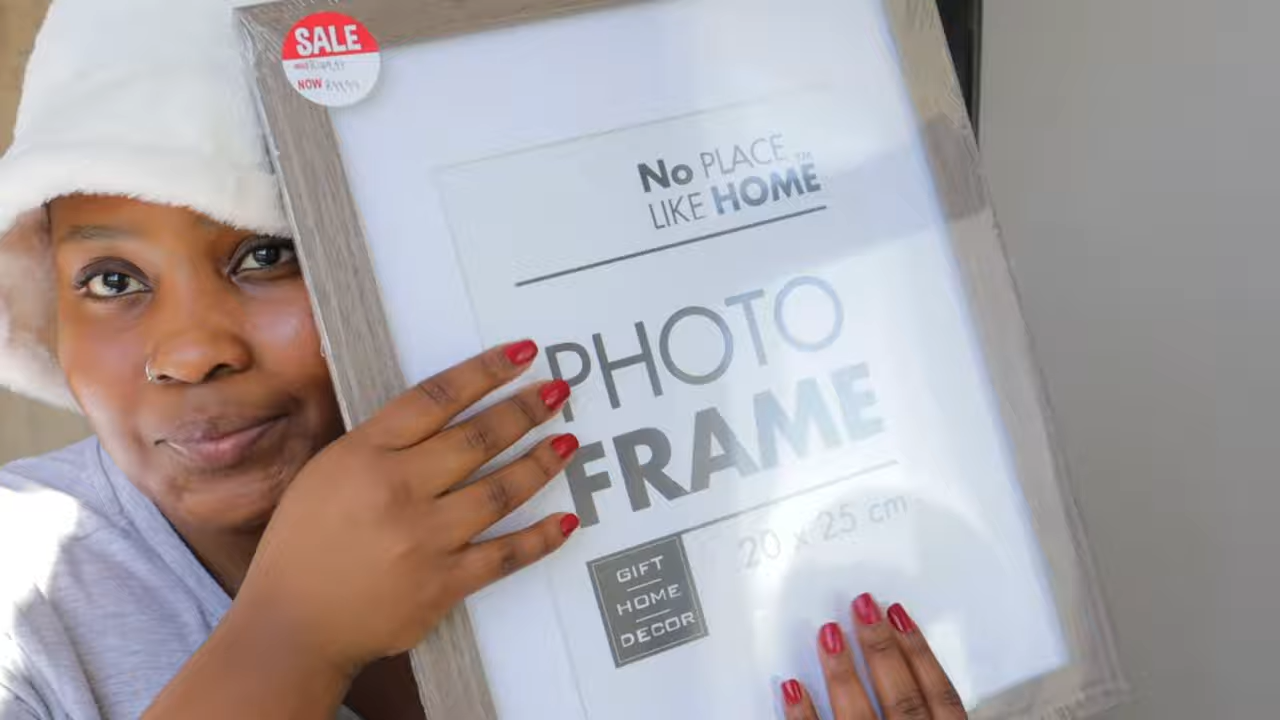 SALE
NOW
No PLACE
LIKE HOME
PHOTO
FRAME
20 x 25 cm
GIFT
HOME
DECOR